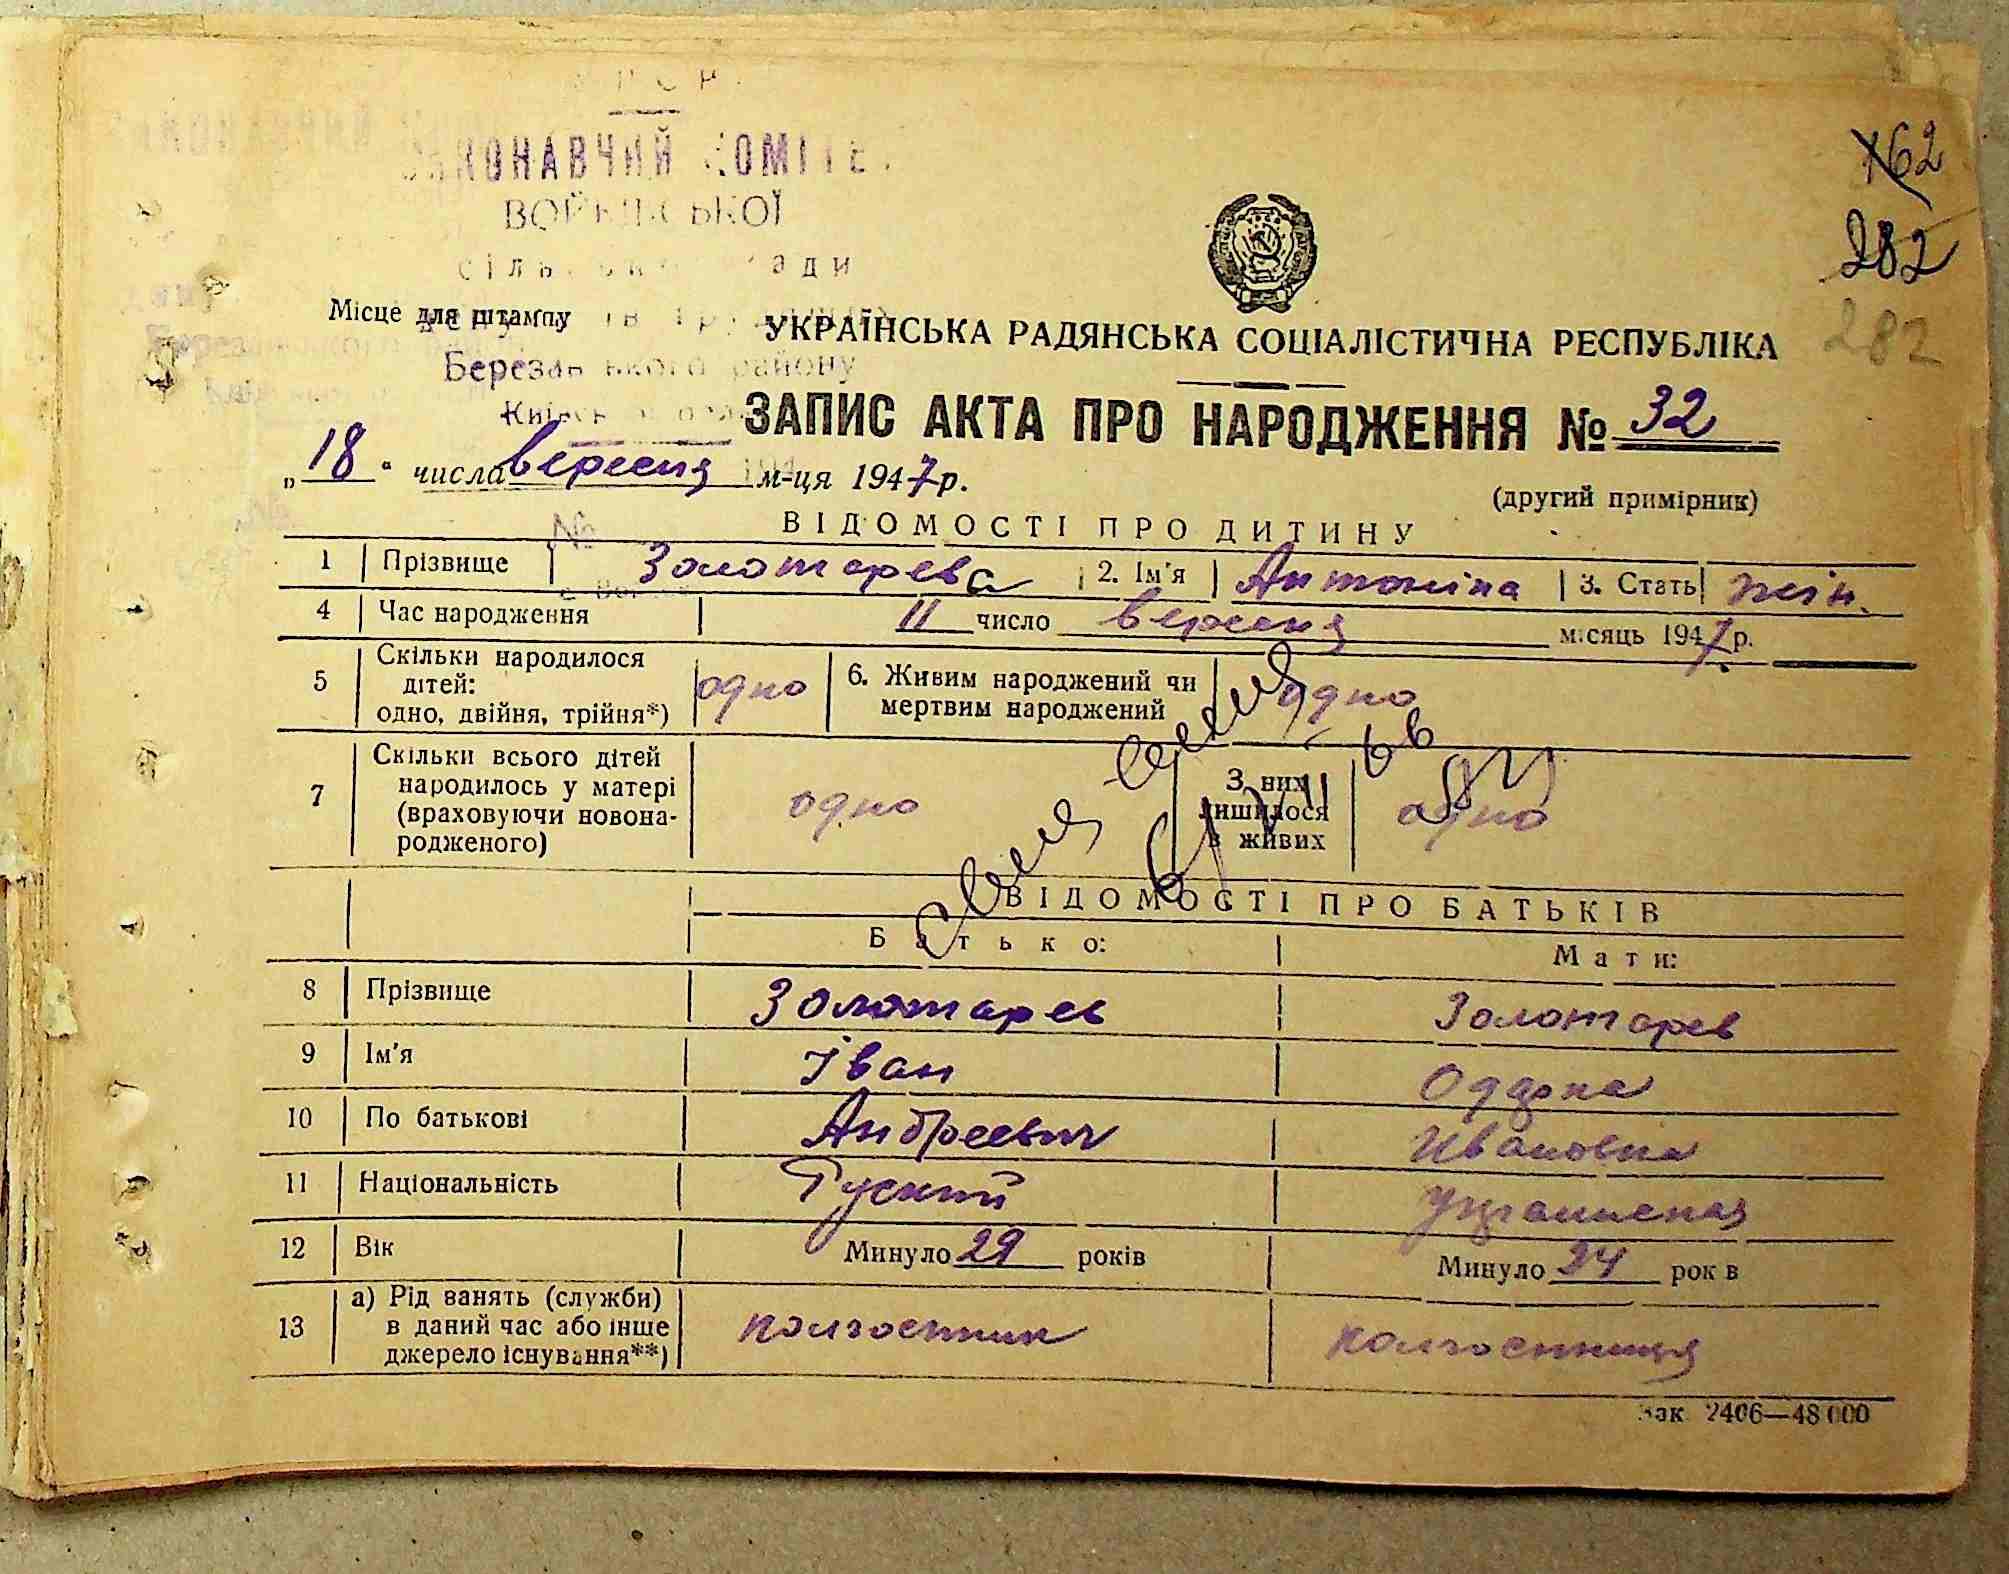 ВИКОНАВЧИЙ КОМІТЕТ
ВОЙКІВСЬКОЇ
сільської ради
Березанського району
Місце для штампу
162
282
282
УКРАЇНСЬКА РАДЯНСЬКА СОЦІАЛІСТИЧНА РЕСПУБЛІКА
ЗАПИС АКТА ПРО НАРОДЖЕННЯ № 32
„18“ числа вересня м-ця 1947 р.
(другий примірник)
ВІДОМОСТІ ПРО ДИТИНУ
1 Прізвище Золотарева 2. Ім'я Антоніна 3. Стать жін.
4 Час народження 11 число вересня місяць 1947 р.
5 Скільки народилося дітей: одно, двійня, трійня*) одно 6. Живим народжений чи мертвим народжений одно
7 Скільки всього дітей народилось у матері (враховуючи новонародженого) одно З них лишилося в живих одно
ВІДОМОСТІ ПРО БАТЬКІВ
Батько: Мати:
8 Прізвище Золотарев Золотарев
9 Ім'я Іван
10 По батькові Андреевич Ивановна
11 Національність Руский украинская
12 Вік Минуло 29 років Минуло 24 років
13 а) Рід занять (служби) в даний час або інше джерело існування**) колгоспник колгоспниця
Зак. 2406—48 000